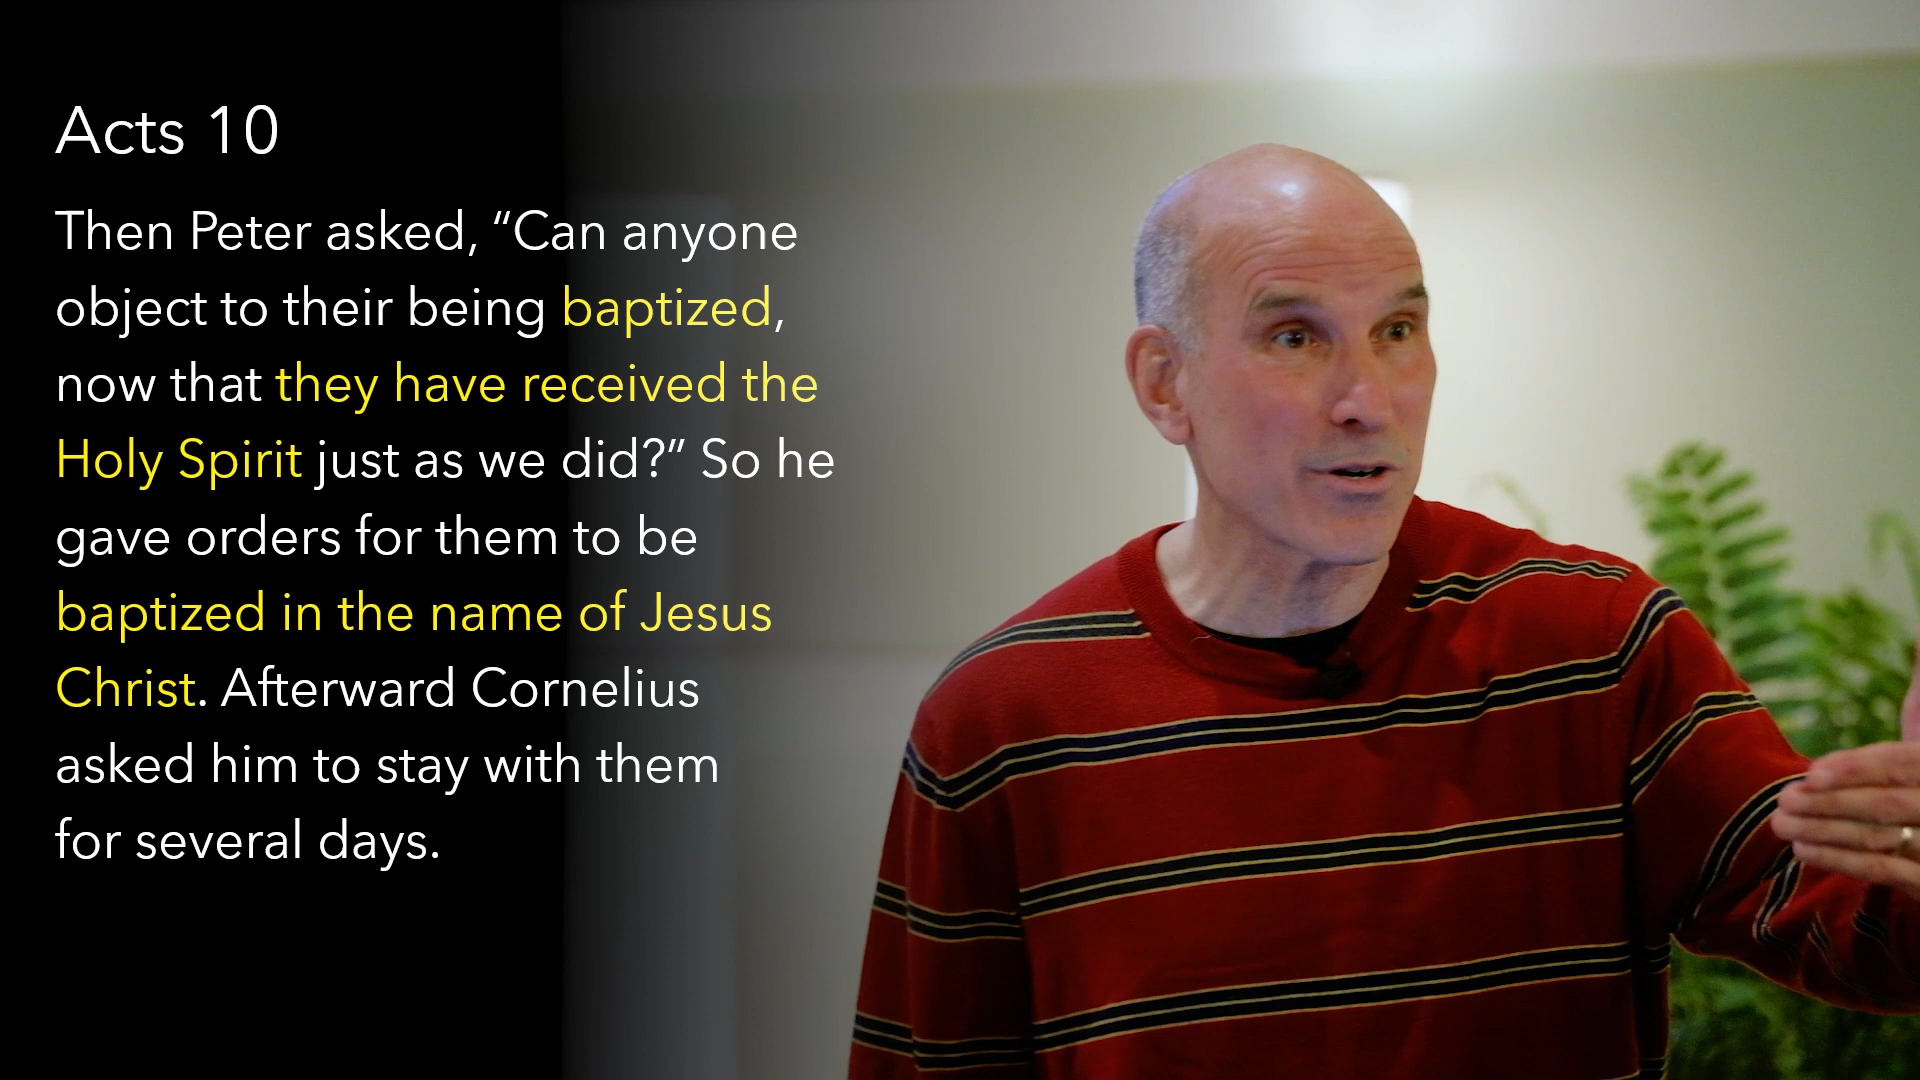 Acts 10
Then Peter asked, “Can anyone
object to their being baptized,
now that they have received the
Holy Spirit just as we did?” So he
gave orders for them to be
baptized in the name of Jesus
Christ. Afterward Cornelius
asked him to stay with them
for several days.